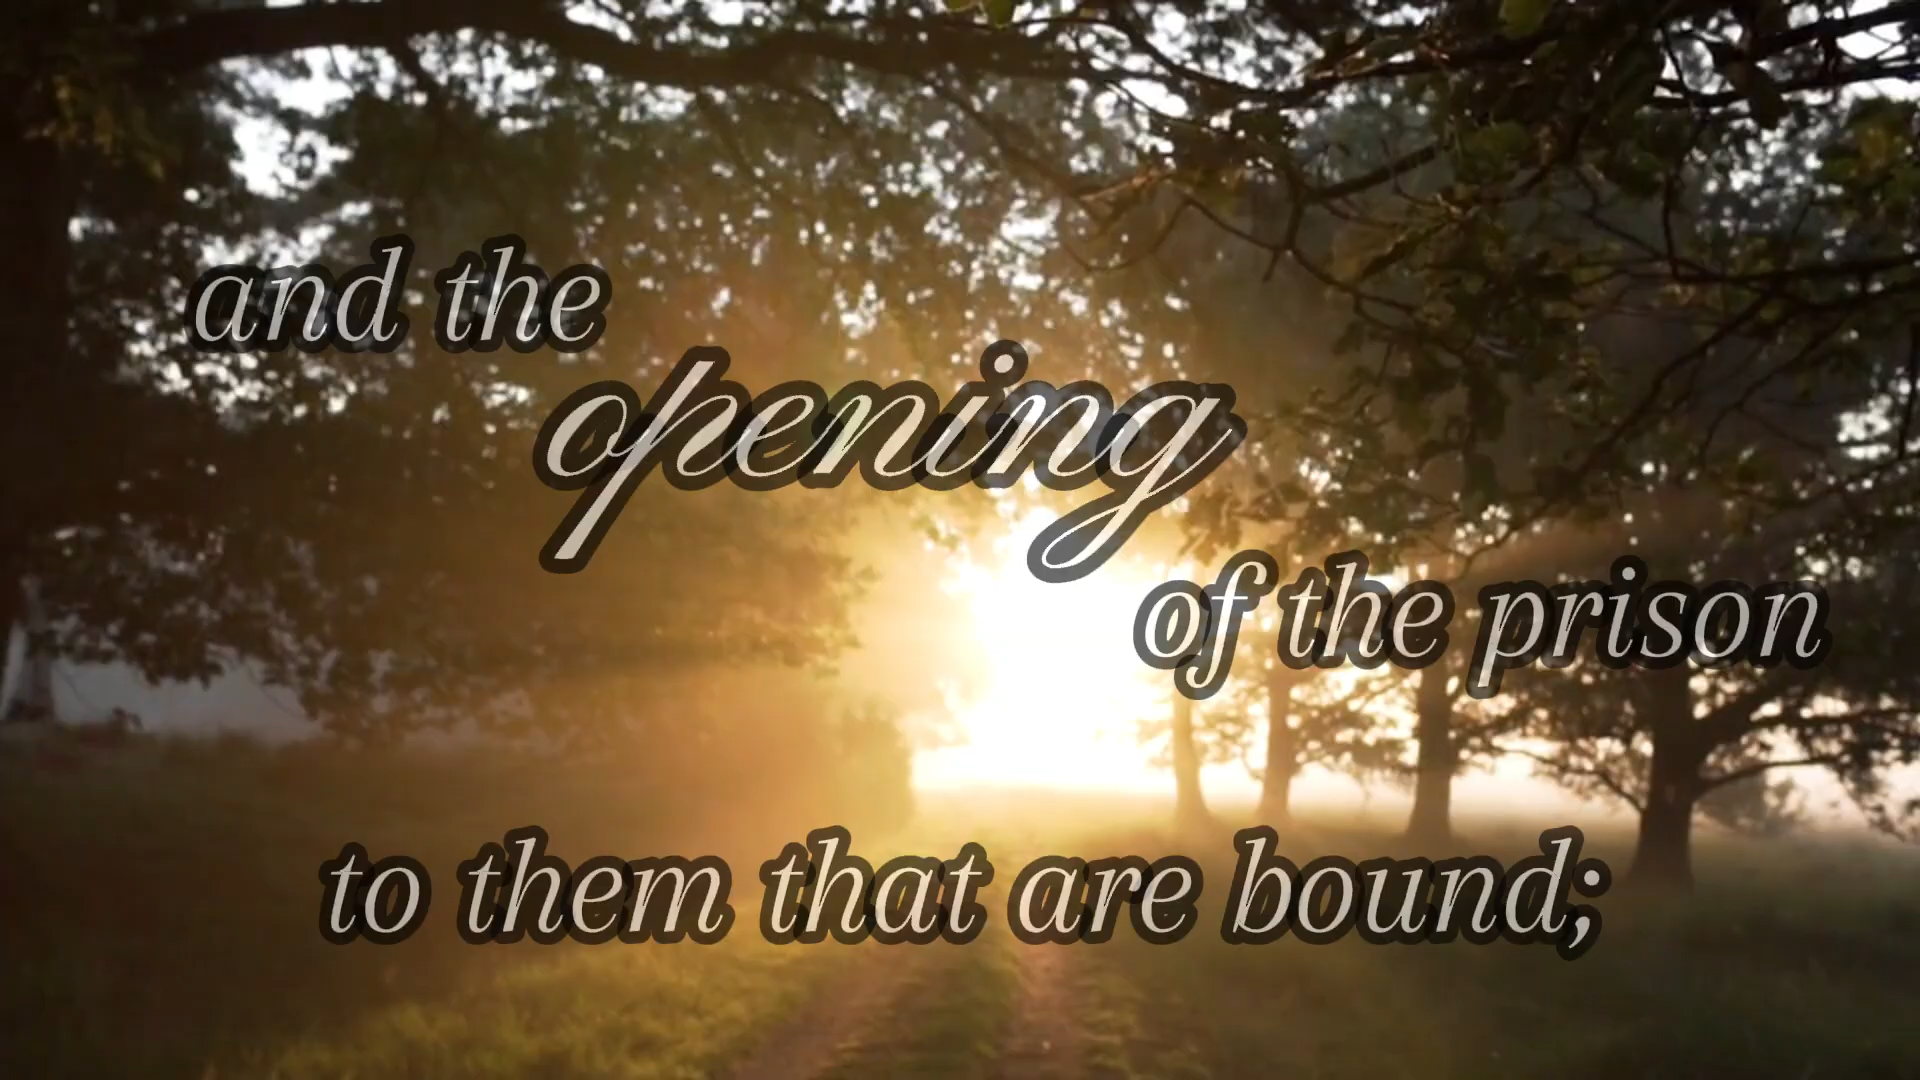 and the
opening
of the prison
to them that are bound;